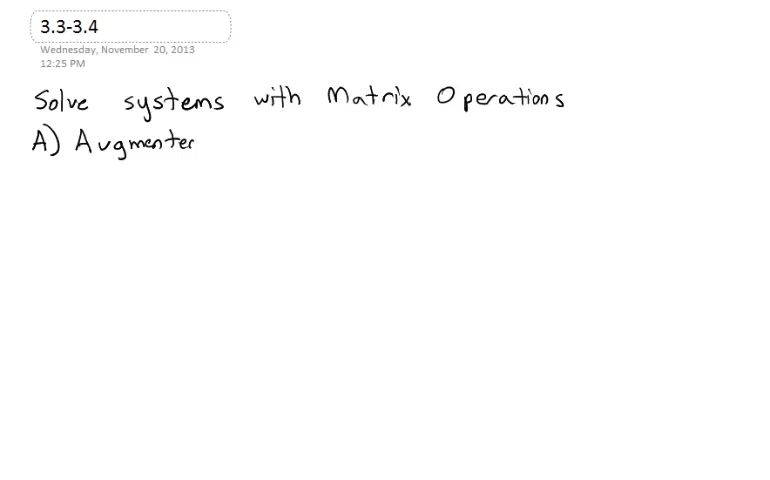 3.3-3.4
Wednesday, November 20, 2013
12:25 PM
Solve systems with Matrix Operations
A) Augmenter